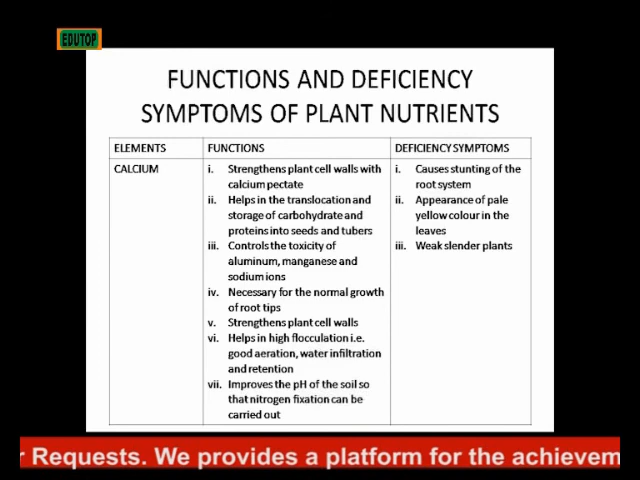 EDUTOP
FUNCTIONS AND DEFICIENCY
SYMPTOMS OF PLANT NUTRIENTS
ELEMENTS
FUNCTIONS
DEFICIENCY SYMPTOMS
CALCIUM
i. Strengthens plant cell walls with
calcium pectate
ii. Helps in the translocation and
storage of carbohydrate and
proteins into seeds and tubers
iii. Controls the toxicity of
aluminum, manganese and
sodium ions
iv. Necessary for the normal growth
of root tips
v. Strengthens plant cell walls
vi. Helps in high flocculation i.e.
good aeration, water infiltration
and retention
vii. Improves the pH of the soil so
that nitrogen fixation can be
carried out
i. Causes stunting of the
root system
ii. Appearance of pale
yellow colour in the
leaves
iii. Weak slender plants
r Requests. We provides a platform for the achievem